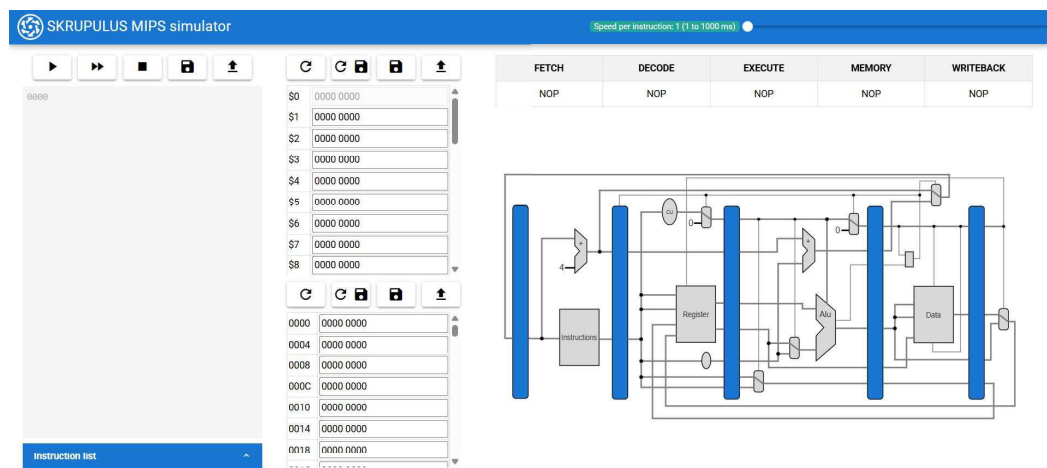 SKRUPULUS MIPS simulator
Speed per instruction: 1 (1 to 1000 ms)
0000
Instruction list
$0 0000 0000
$1 0000 0000
$2 0000 0000
$3 0000 0000
$4 0000 0000
$5 0000 0000
$6 0000 0000
$7 0000 0000
$8 0000 0000
0000 0000 0000
0004 0000 0000
0008 0000 0000
000C 0000 0000
0010 0000 0000
0014 0000 0000
0018 0000 0000
FETCH DECODE EXECUTE MEMORY WRITEBACK
NOP NOP NOP NOP NOP
cu
0
0
+
+
4
Register
Alu
Data
Instructions